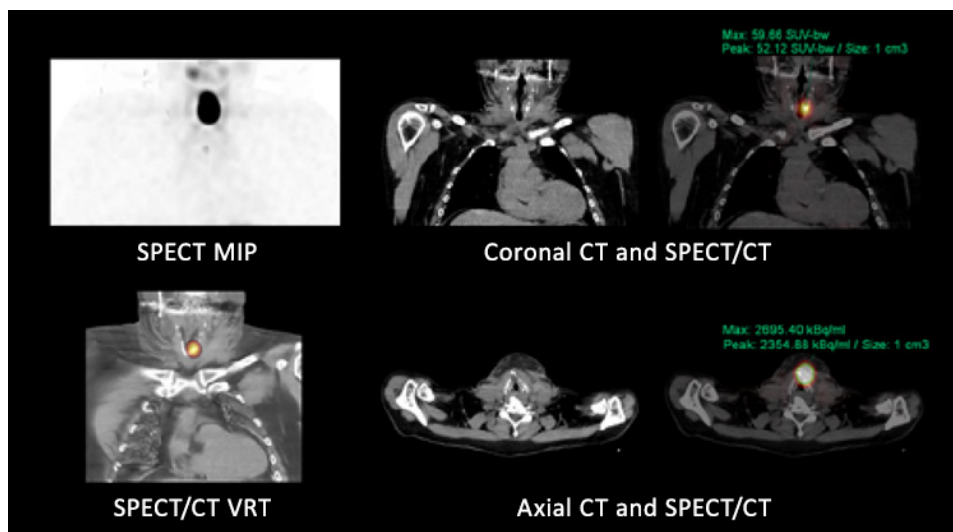 Max: 59.66 SUV-bw
Peak: 52.12 SUV-bw / Size: 1 cm3
SPECT MIP
Coronal CT and SPECT/CT
Max: 2695.40 kBq/ml
Peak: 2354.88 kBq/ml / Size: 1 cm3
SPECT/CT VRT
Axial CT and SPECT/CT